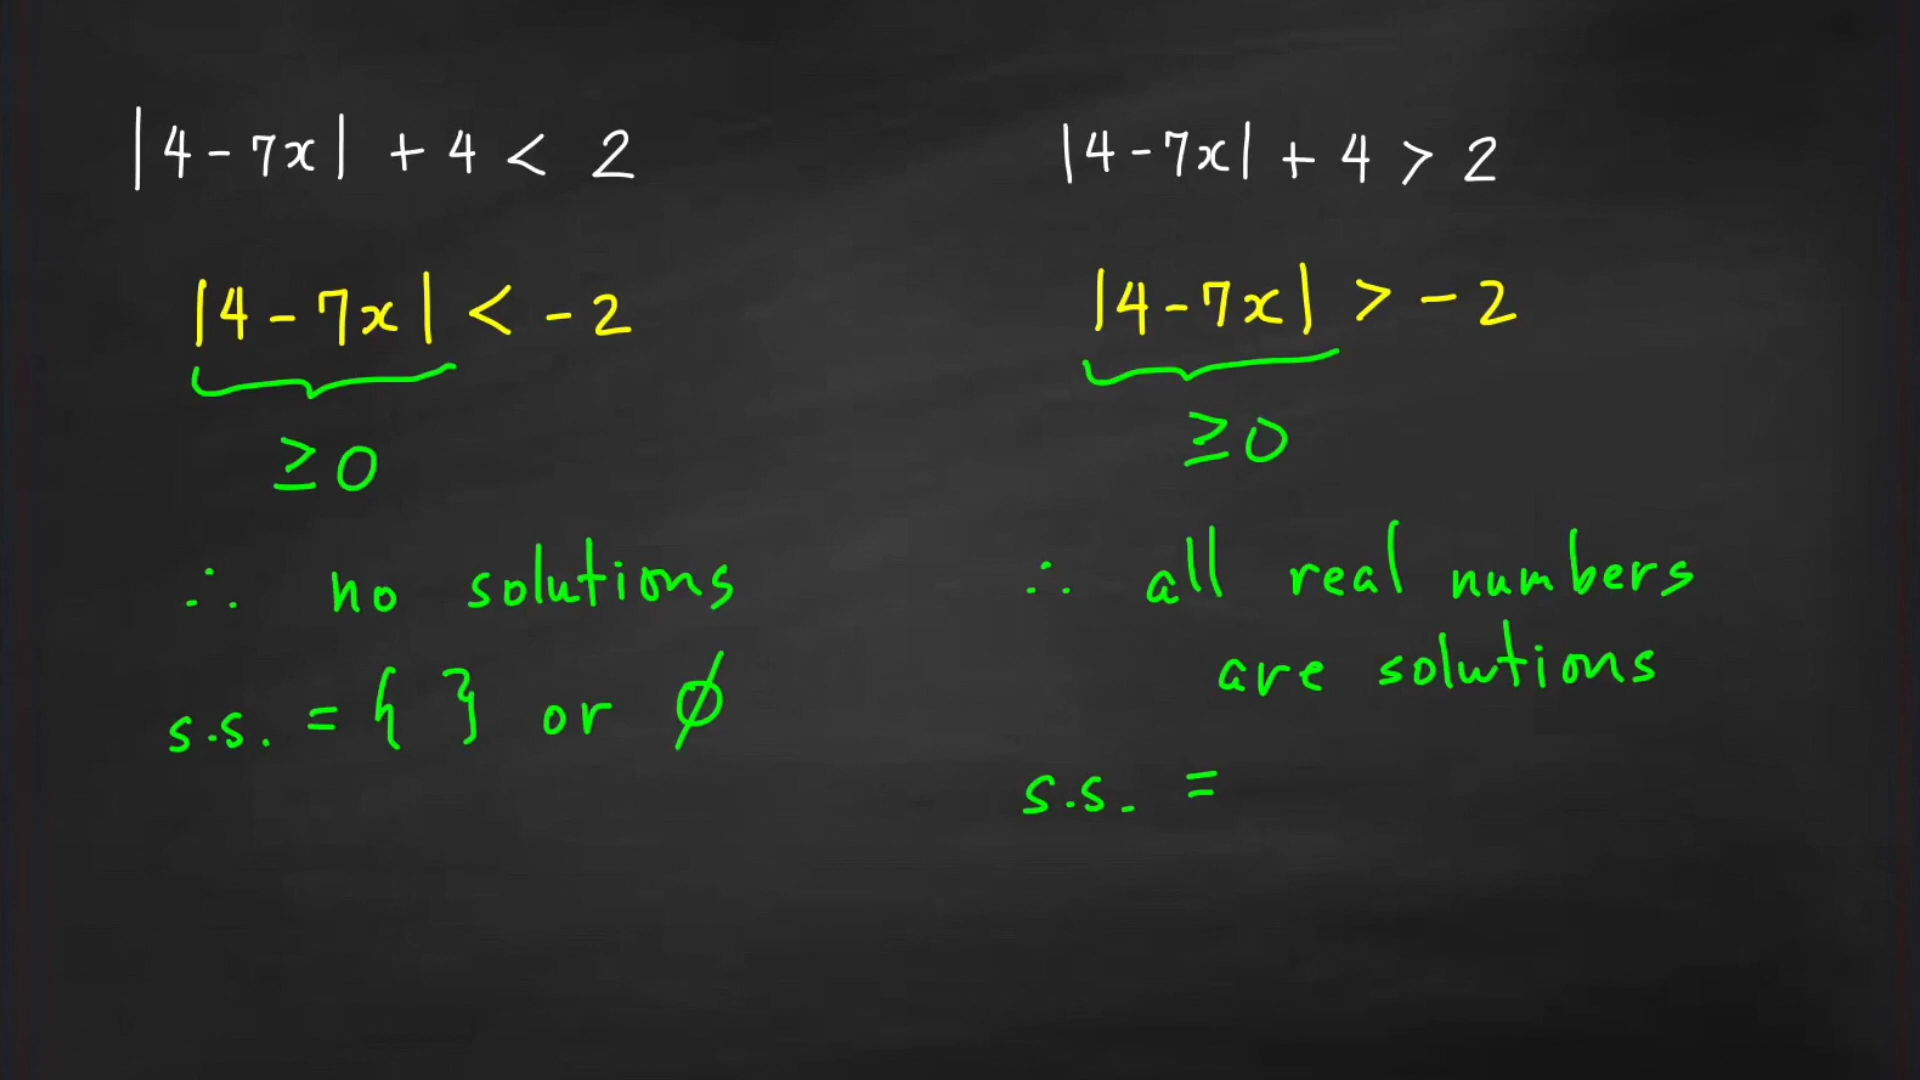 |4-7x| + 4 < 2
|4-7x| < -2
≥0
∴ no solutions
s.s. = { } or ∅
|4-7x| + 4 > 2
|4-7x| > -2
≥0
∴ all real numbers
are solutions
s.s. =